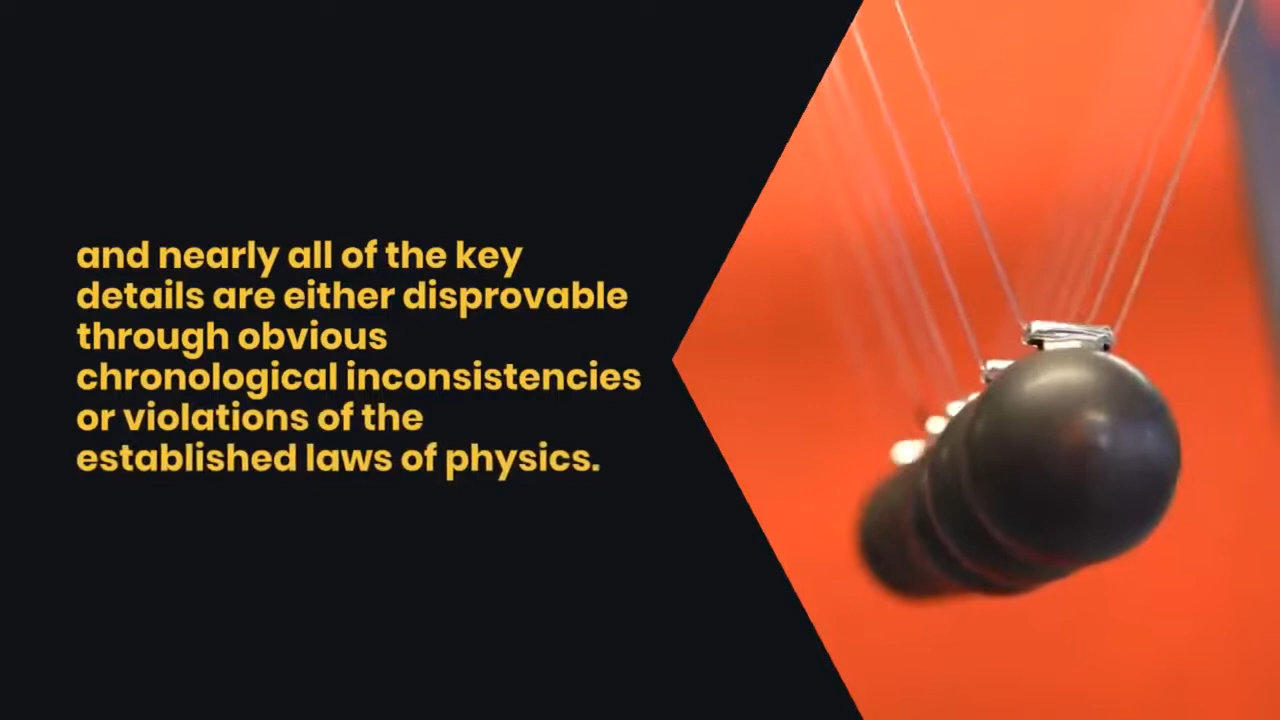 and nearly all of the key
details are either disprovable
through obvious
chronological inconsistencies
or violations of the
established laws of physics.